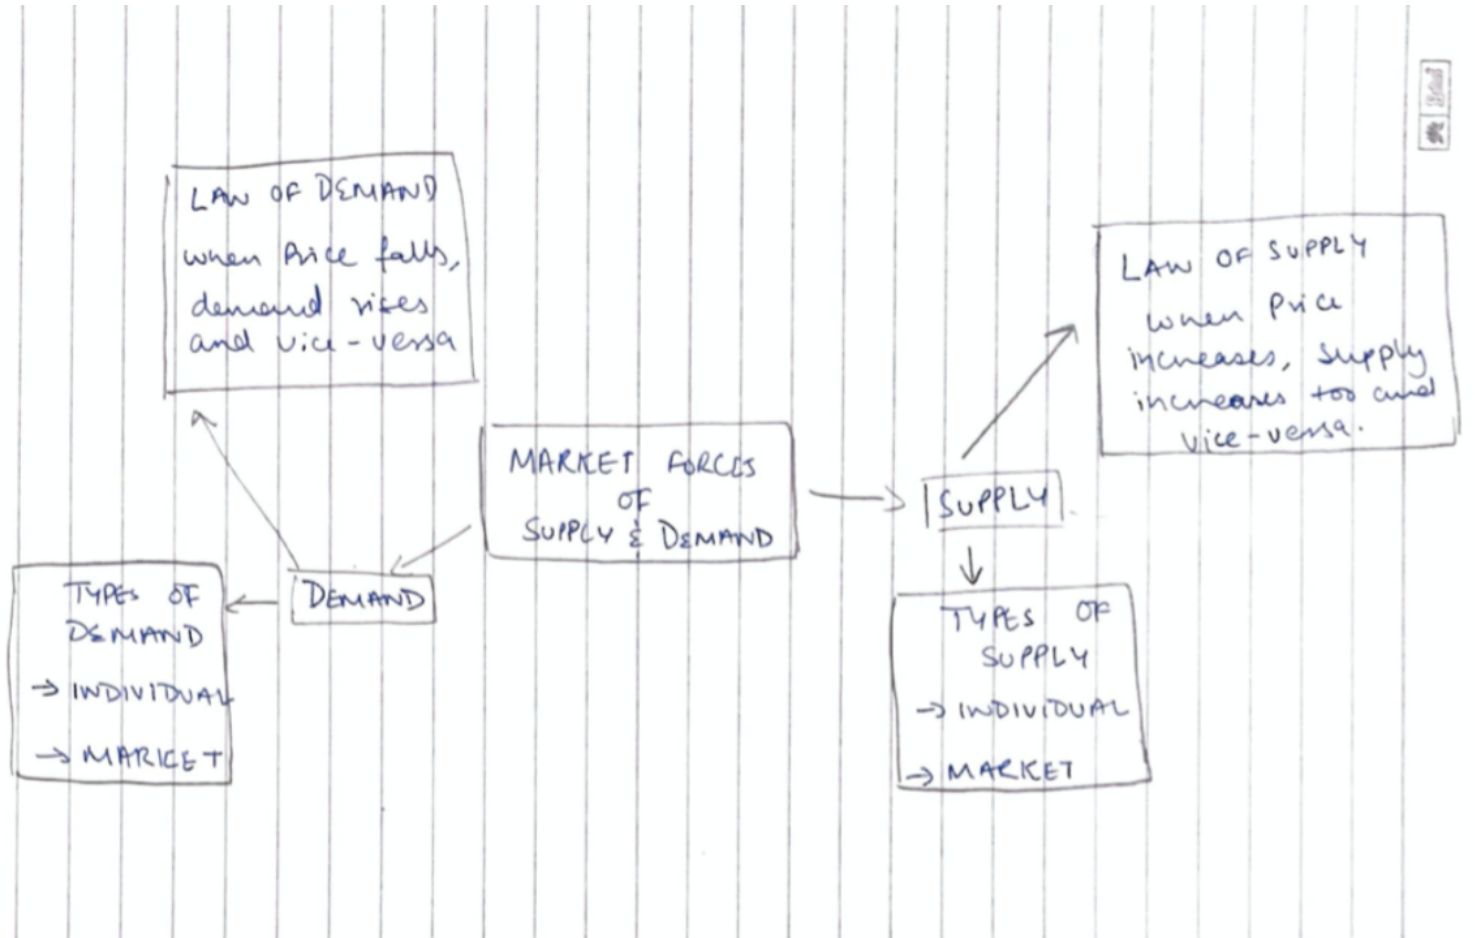 LAW OF DEMAND
when Price falls,
demand rises
and vice-versa
LAW OF SUPPLY
when Price
increases, supply
increases too and
vice-versa.
MARKET FORCES
OF
SUPPLY & DEMAND
SUPPLY
DEMAND
TYPES OF
DEMAND
→ INDIVIDUAL
→ MARKET
TYPES OF
SUPPLY
→ INDIVIDUAL
→ MARKET